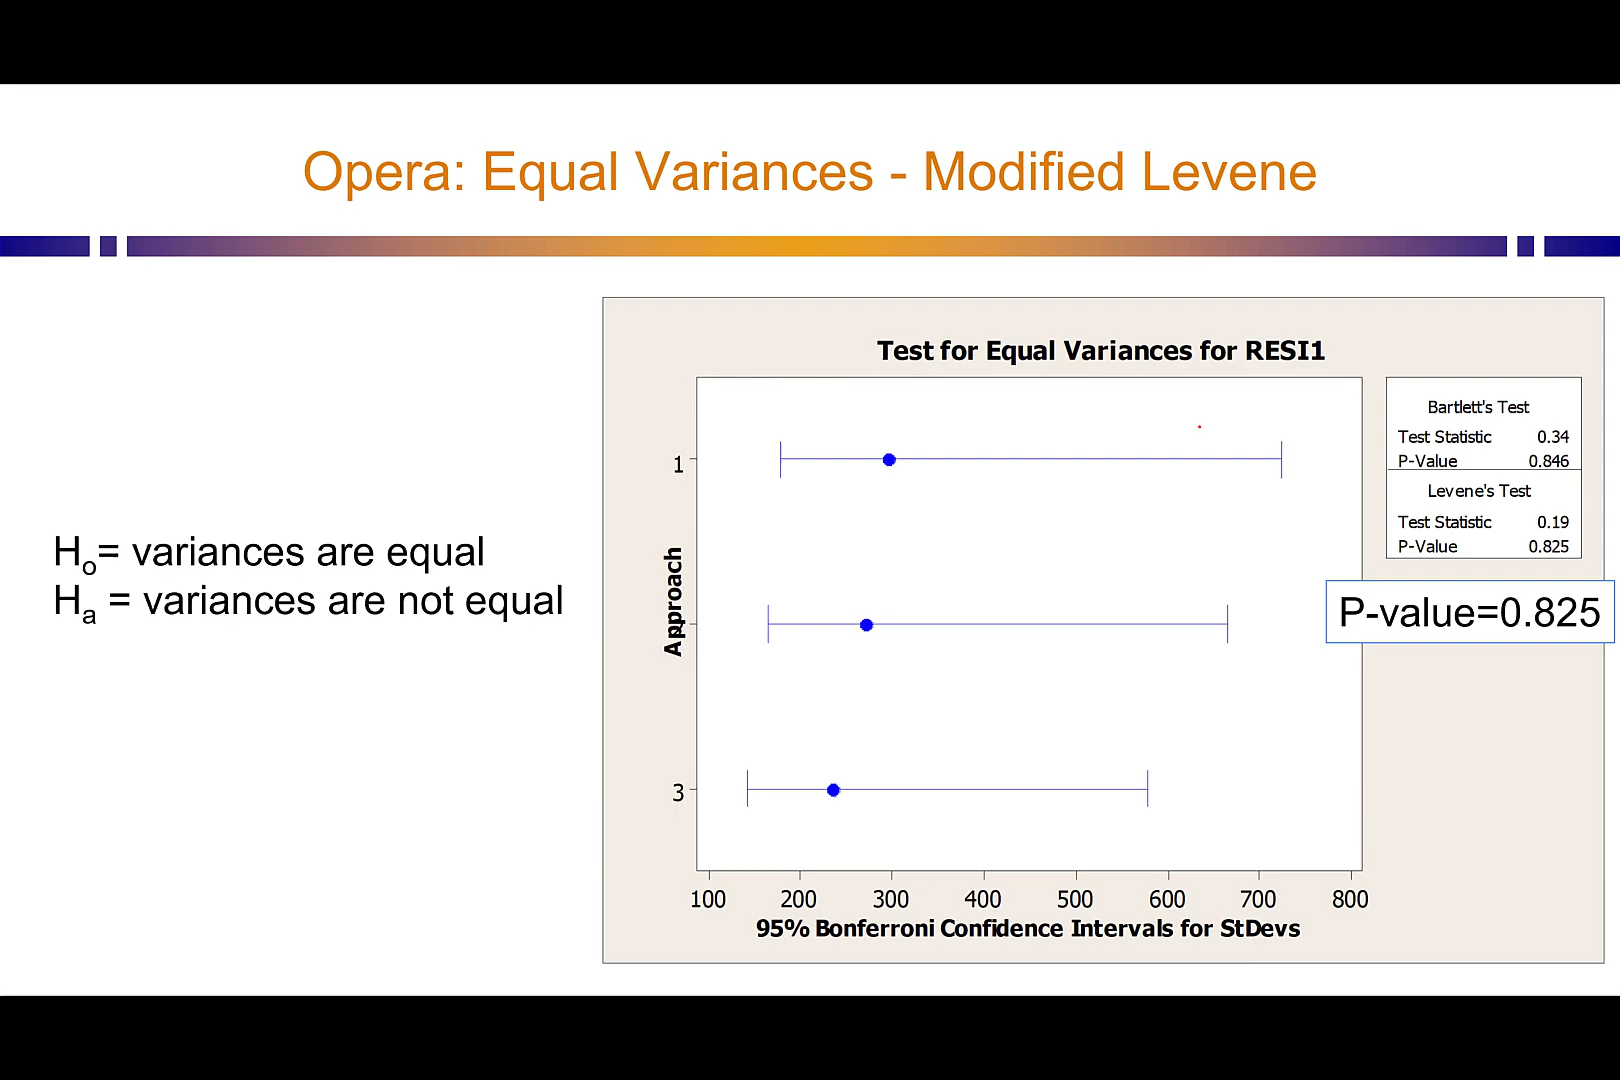 Opera: Equal Variances - Modified Levene
Hₒ= variances are equal
Hₐ = variances are not equal
Test for Equal Variances for RESI1
Approach
1
3
100 200 300 400 500 600 700 800
95% Bonferroni Confidence Intervals for StDevs
Bartlett's Test
Test Statistic 0.34
P-Value 0.846
Levene's Test
Test Statistic 0.19
P-Value 0.825
P-value=0.825